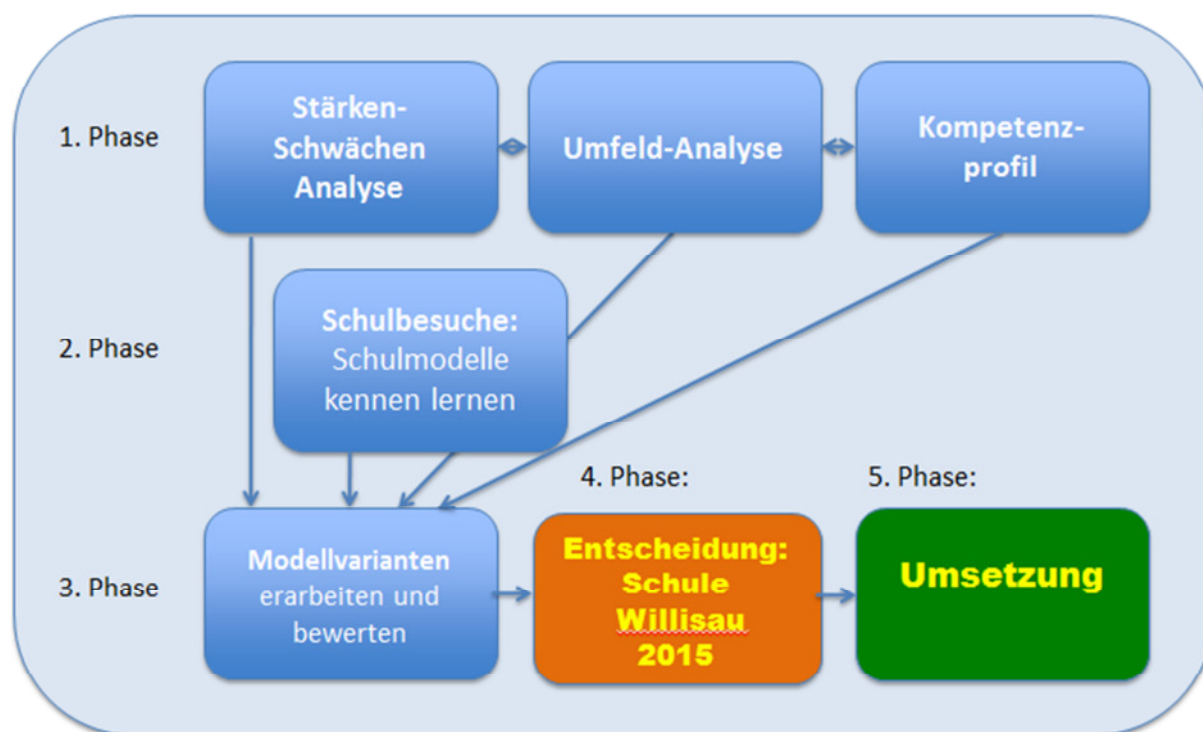 1. Phase
Stärken-
Schwächen
Analyse
Umfeld-Analyse
Kompetenz-
profil
2. Phase
Schulbesuche:
Schulmodelle
kennen lernen
3. Phase
Modellvarianten
erarbeiten und
bewerten
4. Phase:
Entscheidung:
Schule
Willisau
2015
5. Phase:
Umsetzung